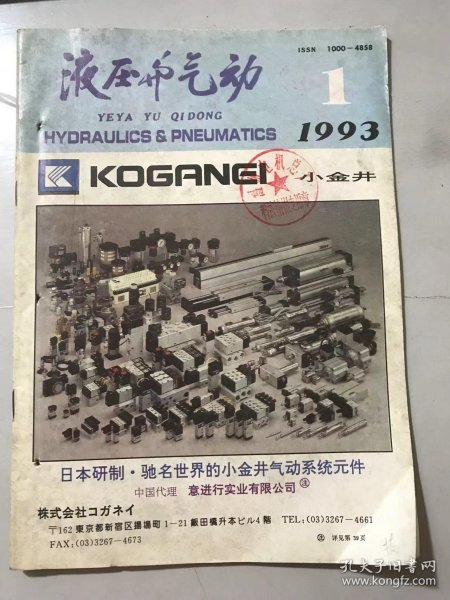 ISSN 1000-4858
液压与气动
1
YEYA YU QIDONG
HYDRAULICS & PNEUMATICS
1993
KOGANEI 小金井
日本研制·驰名世界的小金井气动系统元件
中国代理 意进行实业有限公司 注
株式会社コガネイ
〒162 東京都新宿区揚場町1-21 飯田橋升本ビル4階 TEL:(03)3267-4661
FAX:(03)3267-4673
注 详见第39页
孔夫子旧书网
kongfz.com